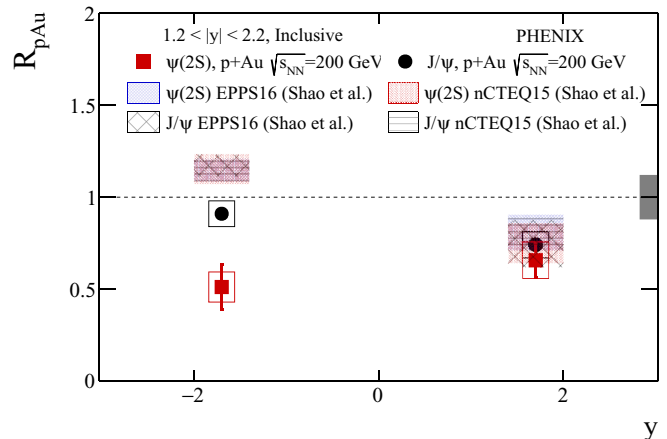 R_pAu
2
1.5
1
0.5
0
1.2 < |y| < 2.2, Inclusive PHENIX
ψ(2S), p+Au √s_NN=200 GeV J/ψ, p+Au √s_NN=200 GeV
ψ(2S) EPPS16 (Shao et al.) ψ(2S) nCTEQ15 (Shao et al.)
J/ψ EPPS16 (Shao et al.) J/ψ nCTEQ15 (Shao et al.)
−2 0 2
y